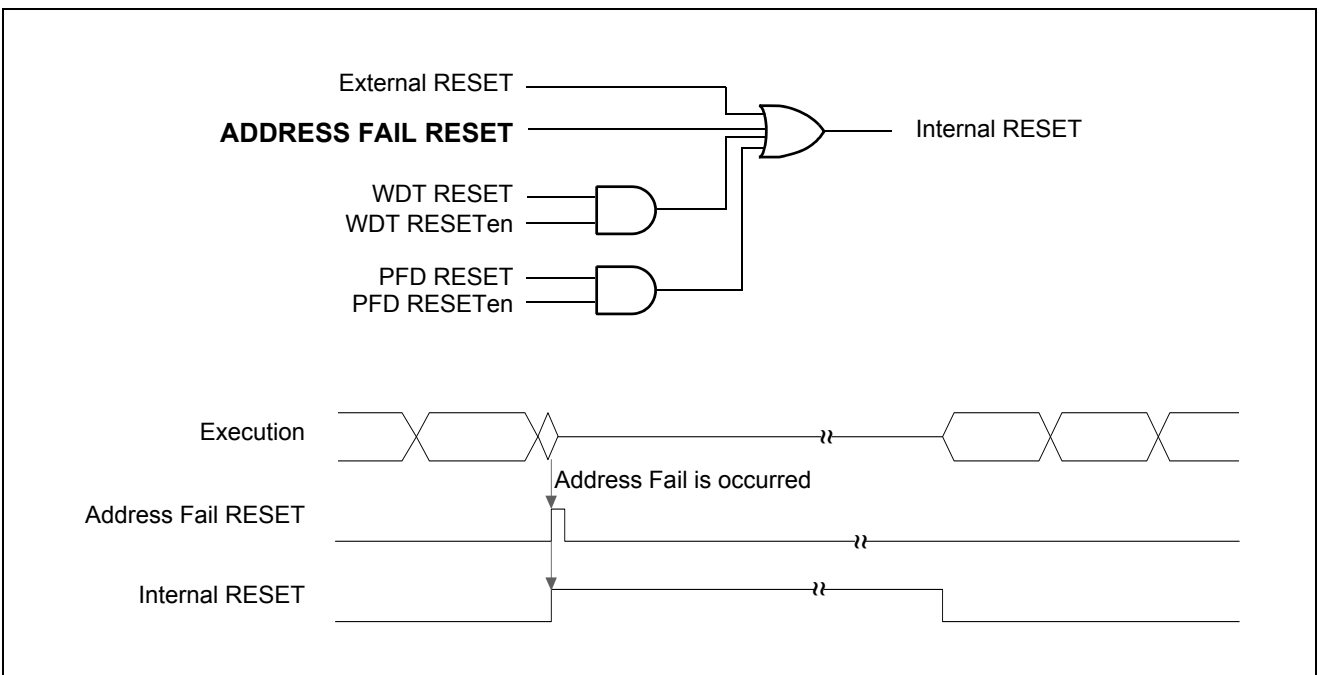 External RESET
ADDRESS FAIL RESET
Internal RESET
WDT RESET
WDT RESETen
PFD RESET
PFD RESETen
Execution
Address Fail is occurred
Address Fail RESET
Internal RESET